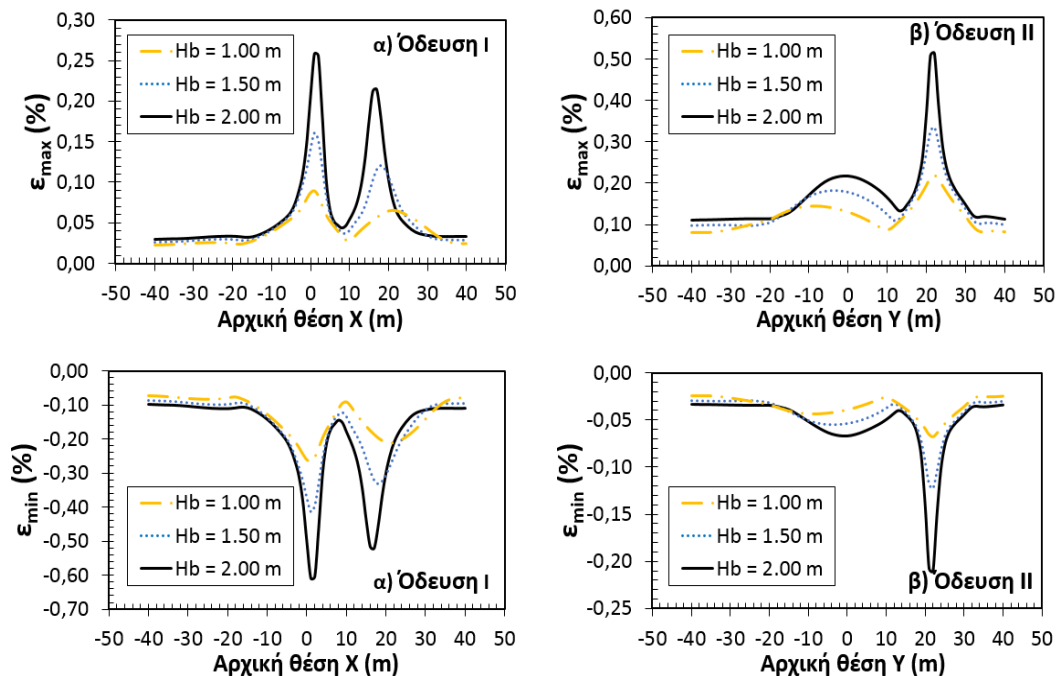 α) Όδευση Ι
0,30
0,25
0,20
0,15
0,10
0,05
0,00
εmax (%)
Hb = 1.00 m
Hb = 1.50 m
Hb = 2.00 m
-50 -40 -30 -20 -10 0 10 20 30 40 50
Αρχική θέση Χ (m)
β) Όδευση ΙΙ
0,60
0,50
0,40
0,30
0,20
0,10
0,00
εmax (%)
Hb = 1.00 m
Hb = 1.50 m
Hb = 2.00 m
-50 -40 -30 -20 -10 0 10 20 30 40 50
Αρχική θέση Υ (m)
0,00
-0,10
-0,20
-0,30
-0,40
-0,50
-0,60
-0,70
εmin (%)
Hb = 1.00 m
Hb = 1.50 m
Hb = 2.00 m
α) Όδευση Ι
-50 -40 -30 -20 -10 0 10 20 30 40 50
Αρχική θέση Χ (m)
0,00
-0,05
-0,10
-0,15
-0,20
-0,25
εmin (%)
Hb = 1.00 m
Hb = 1.50 m
Hb = 2.00 m
β) Όδευση ΙΙ
-50 -40 -30 -20 -10 0 10 20 30 40 50
Αρχική θέση Υ (m)